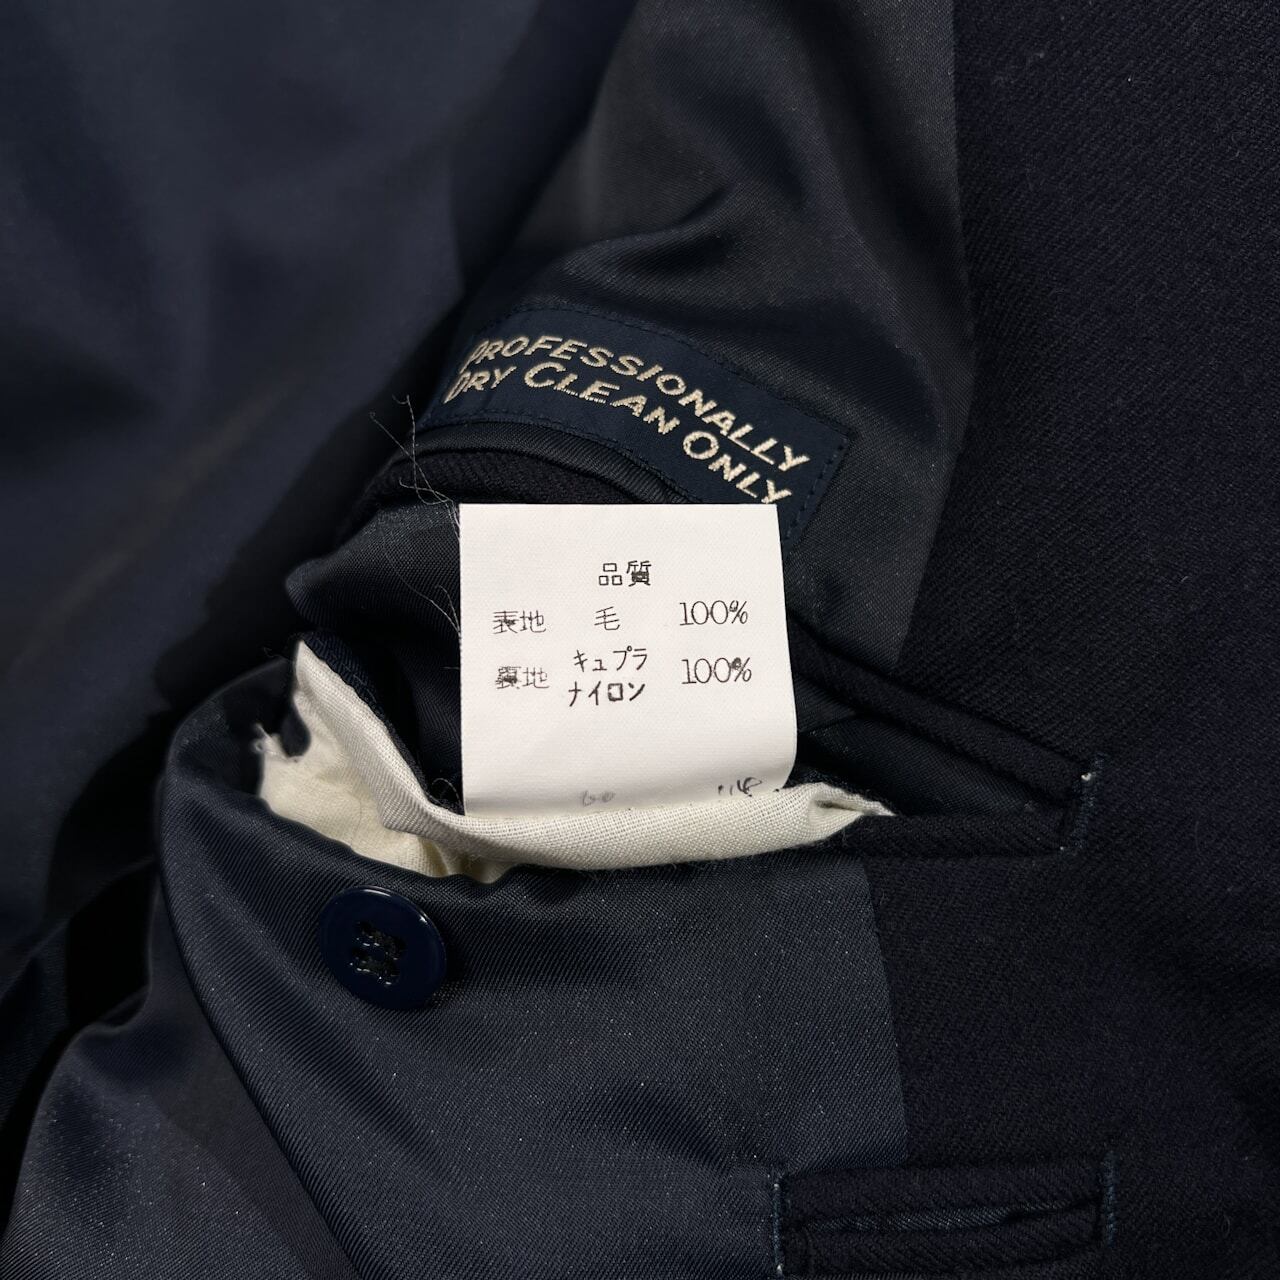 PROFESSIONALLY
DRY CLEAN ONLY
品質
表地 毛 100%
裏地 キュプラ 100%
ナイロン